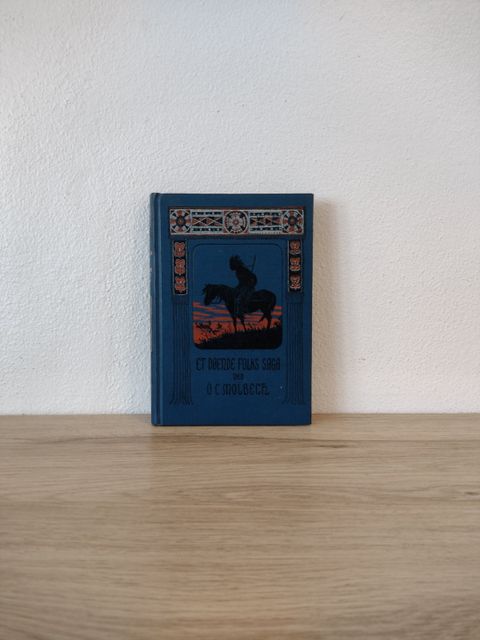 ET DØENDE FOLKS SAGA
VED
O C MOLBECH